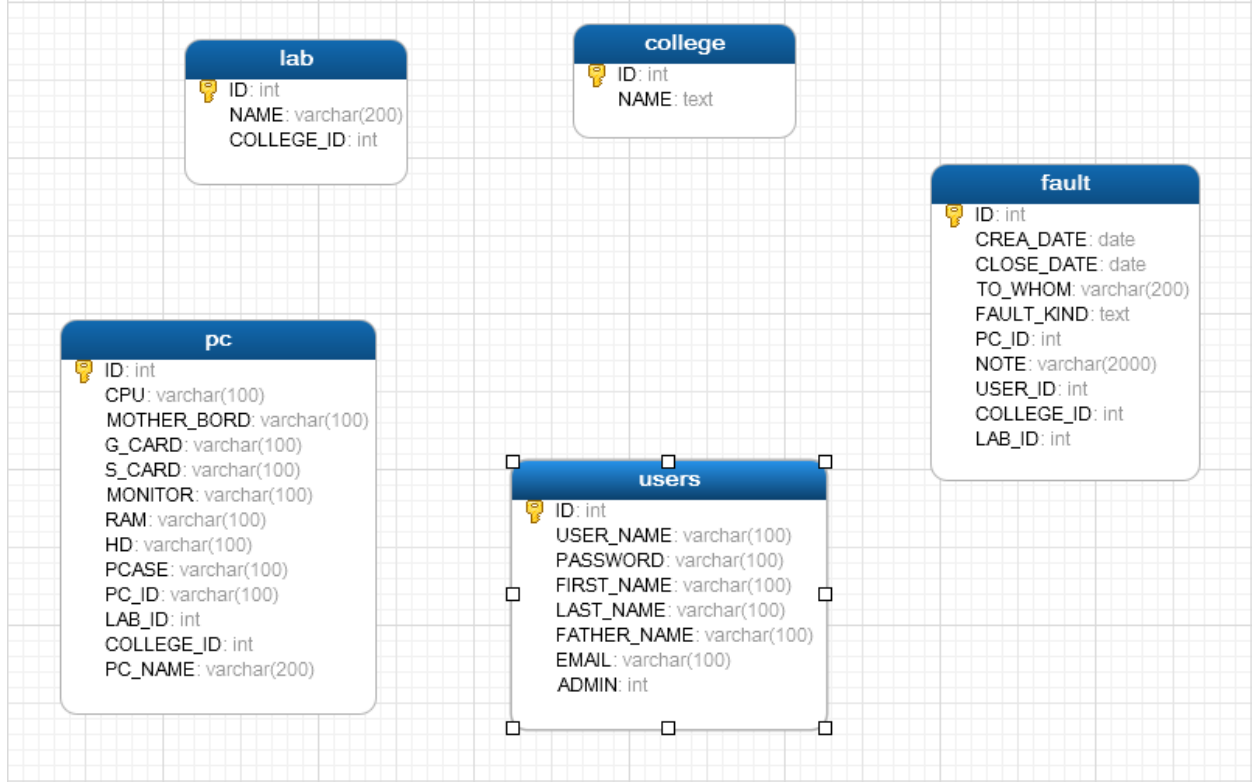 lab
ID: int
NAME: varchar(200)
COLLEGE_ID: int
college
ID: int
NAME: text
fault
ID: int
CREA_DATE: date
CLOSE_DATE: date
TO_WHOM: varchar(200)
FAULT_KIND: text
PC_ID: int
NOTE: varchar(2000)
USER_ID: int
COLLEGE_ID: int
LAB_ID: int
pc
ID: int
CPU: varchar(100)
MOTHER_BORD: varchar(100)
G_CARD: varchar(100)
S_CARD: varchar(100)
MONITOR: varchar(100)
RAM: varchar(100)
HD: varchar(100)
PCASE: varchar(100)
PC_ID: varchar(100)
LAB_ID: int
COLLEGE_ID: int
PC_NAME: varchar(200)
users
ID: int
USER_NAME: varchar(100)
PASSWORD: varchar(100)
FIRST_NAME: varchar(100)
LAST_NAME: varchar(100)
FATHER_NAME: varchar(100)
EMAIL: varchar(100)
ADMIN: int